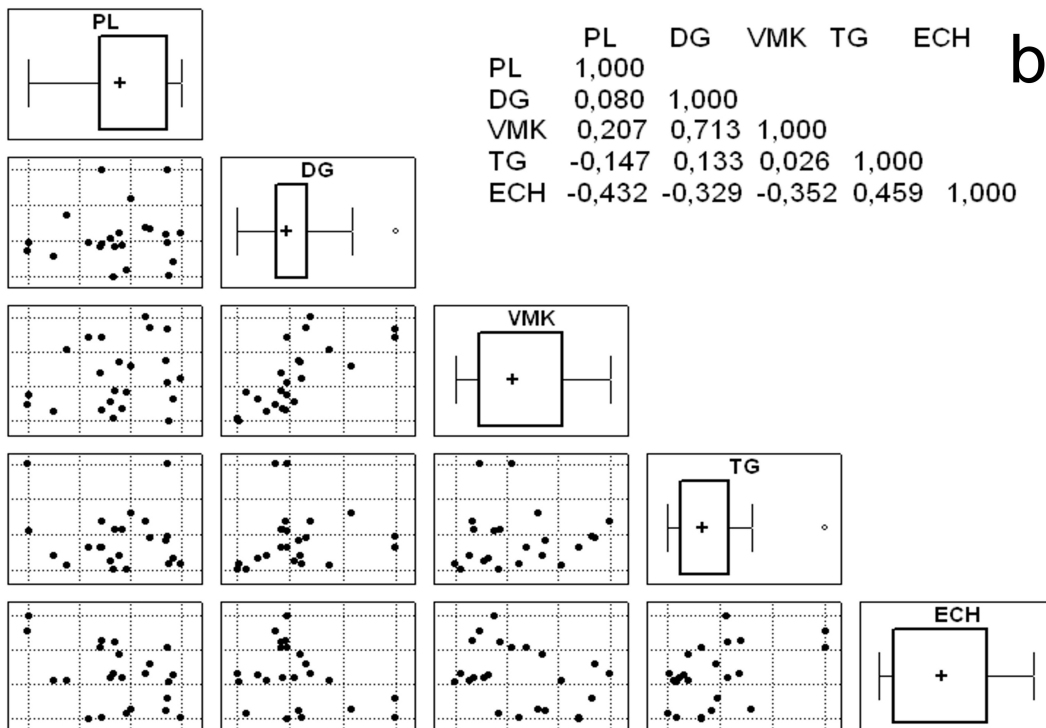 PL
PL DG VMK TG ECH
b
PL 1,000
DG 0,080 1,000
VMK 0,207 0,713 1,000
TG -0,147 0,133 0,026 1,000
ECH -0,432 -0,329 -0,352 0,459 1,000
DG
VMK
TG
ECH